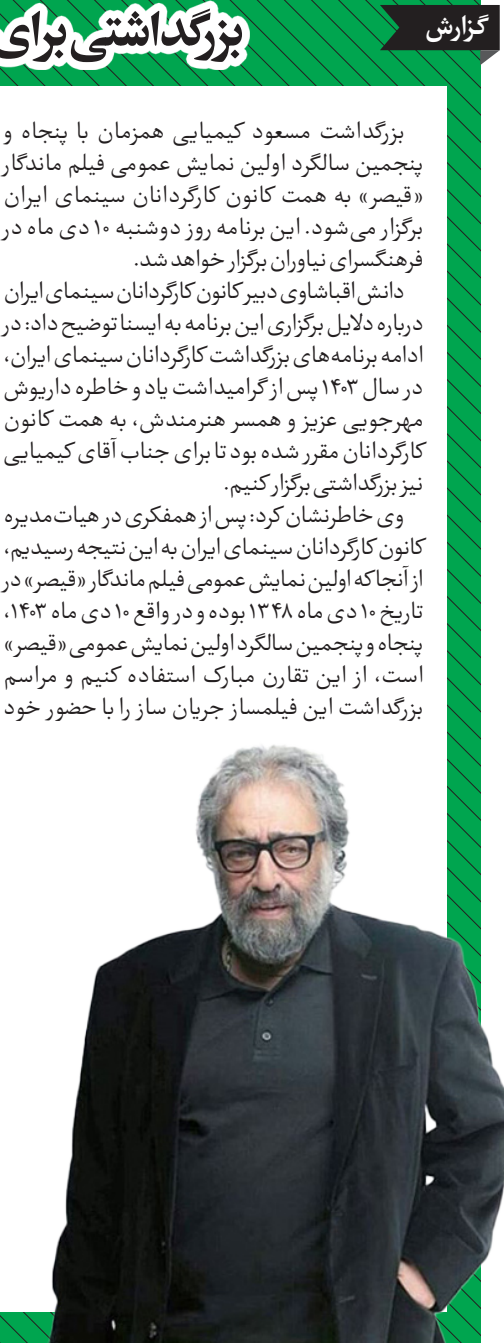 گزارش
بزرگداشتی برای
بزرگداشت مسعود کیمیایی همزمان با پنجاه و
پنجمین سالگرد اولین نمایش عمومی فیلم ماندگار
«قیصر» به همت کانون کارگردانان سینمای ایران
برگزار می‌شود. این برنامه روز دوشنبه ۱۰ دی ماه در
فرهنگسرای نیاوران برگزار خواهد شد.
دانش اقباشاوی دبیر کانون کارگردانان سینمای ایران
درباره دلایل برگزاری این برنامه به ایسنا توضیح داد: در
ادامه برنامه‌های بزرگداشت کارگردانان سینمای ایران،
در سال ۱۴۰۳ پس از گرامیداشت یاد و خاطره داریوش
مهرجویی عزیز و همسر هنرمندش، به همت کانون
کارگردانان مقرر شده بود تا برای جناب آقای کیمیایی
نیز بزرگداشتی برگزار کنیم.
وی خاطرنشان کرد: پس از همفکری در هیات‌مدیره
کانون کارگردانان سینمای ایران به این نتیجه رسیدیم،
از آنجاکه اولین نمایش عمومی فیلم ماندگار «قیصر» در
تاریخ ۱۰ دی ماه ۱۳۴۸ بوده و در واقع ۱۰ دی ماه ۱۴۰۳،
پنجاه و پنجمین سالگرد اولین نمایش عمومی «قیصر»
است، از این تقارن مبارک استفاده کنیم و مراسم
بزرگداشت این فیلمساز جریان ساز را با حضور خود